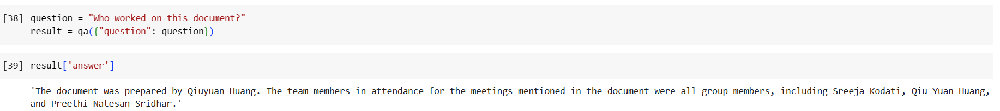 [38] question = "Who worked on this document?"
result = qa({"question": question})
[39] result['answer']
'The document was prepared by Qiuyuan Huang. The team members in attendance for the meetings mentioned in the document were all group members, including Sreeja Kodati, Qiu Yuan Huang,
and Preethi Natesan Sridhar.'